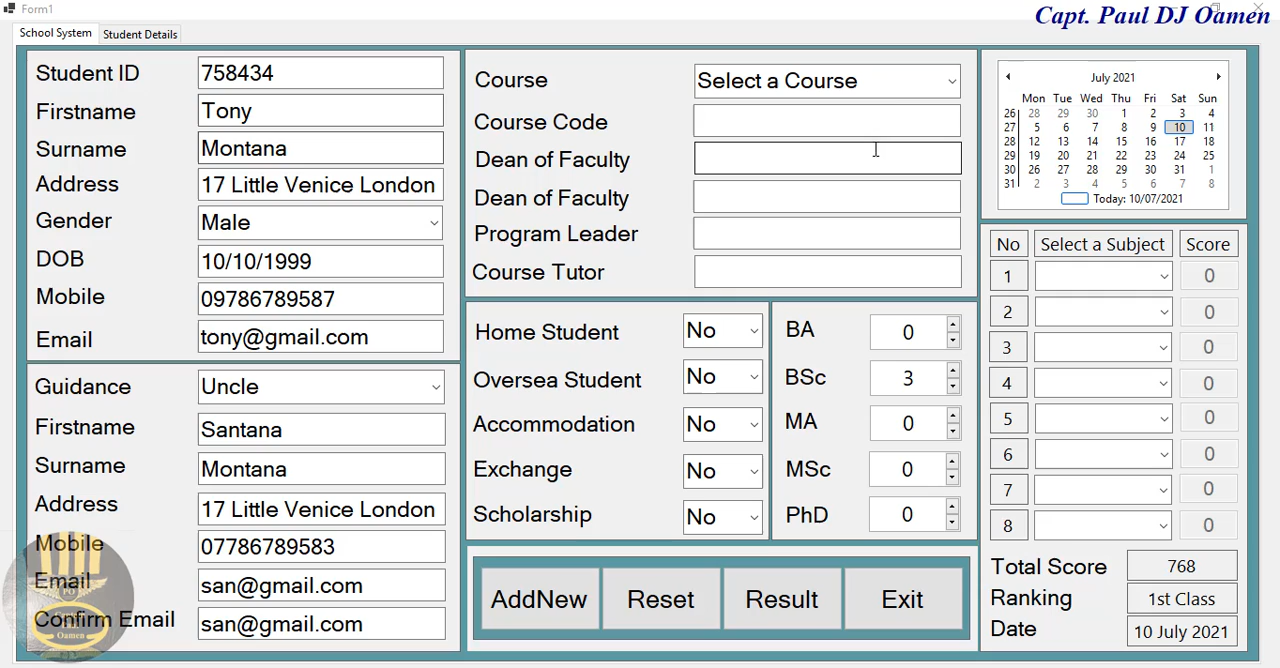 Form1
Capt. Paul DJ Oamen
School System
Student Details
Student ID 758434
Firstname Tony
Surname Montana
Address 17 Little Venice London
Gender Male
DOB 10/10/1999
Mobile 09786789587
Email tony@gmail.com
Guidance Uncle
Firstname Santana
Surname Montana
Address 17 Little Venice London
Mobile 07786789583
Email san@gmail.com
Confirm Email san@gmail.com
Course Select a Course
Course Code
Dean of Faculty
Dean of Faculty
Program Leader
Course Tutor
Home Student No
Oversea Student No
Accommodation No
Exchange No
Scholarship No
BA 0
BSc 3
MA 0
MSc 0
PhD 0
AddNew Reset Result Exit
July 2021
Mon Tue Wed Thu Fri Sat Sun
26 28 29 30 1 2 3 4
27 5 6 7 8 9 10 11
28 12 13 14 15 16 17 18
29 19 20 21 22 23 24 25
30 26 27 28 29 30 31 1
31 2 3 4 5 6 7 8
Today: 10/07/2021
No Select a Subject Score
1 0
2 0
3 0
4 0
5 0
6 0
7 0
8 0
Total Score 768
Ranking 1st Class
Date 10 July 2021